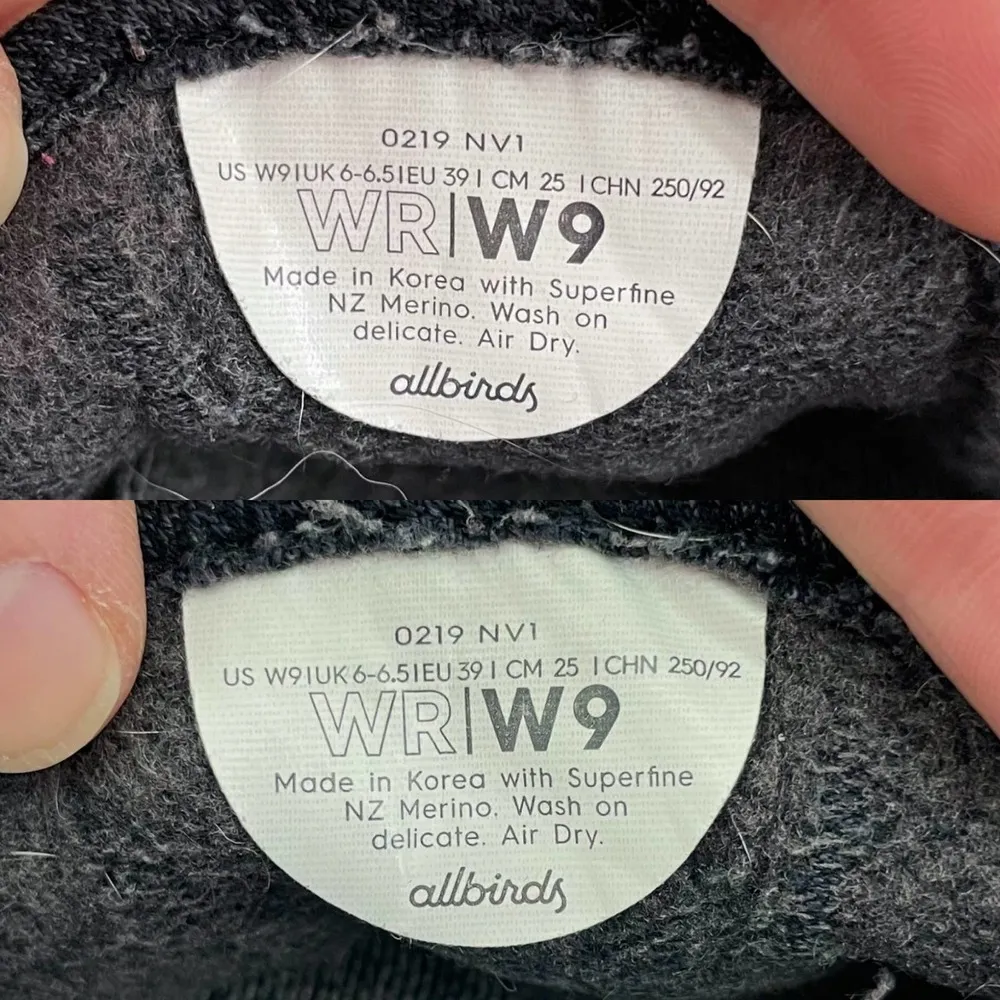 0219 NV1
US W9|UK 6-6.5|EU 39 | CM 25 | CHN 250/92
WR|W9
Made in Korea with Superfine
NZ Merino. Wash on
delicate. Air Dry.
allbirds
0219 NV1
US W9|UK 6-6.5|EU 39 | CM 25 | CHN 250/92
WR|W9
Made in Korea with Superfine
NZ Merino. Wash on
delicate. Air Dry.
allbirds